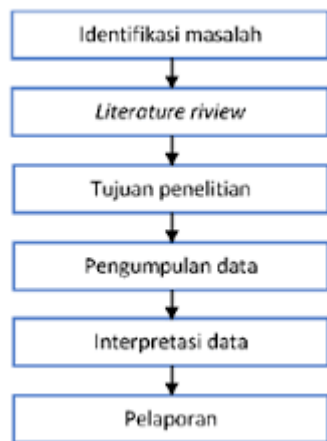 Identifikasi masalah
Literature riview
Tujuan penelitian
Pengumpulan data
Interpretasi data
Pelaporan